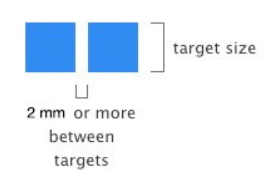 target size
2 mm or more
between
targets